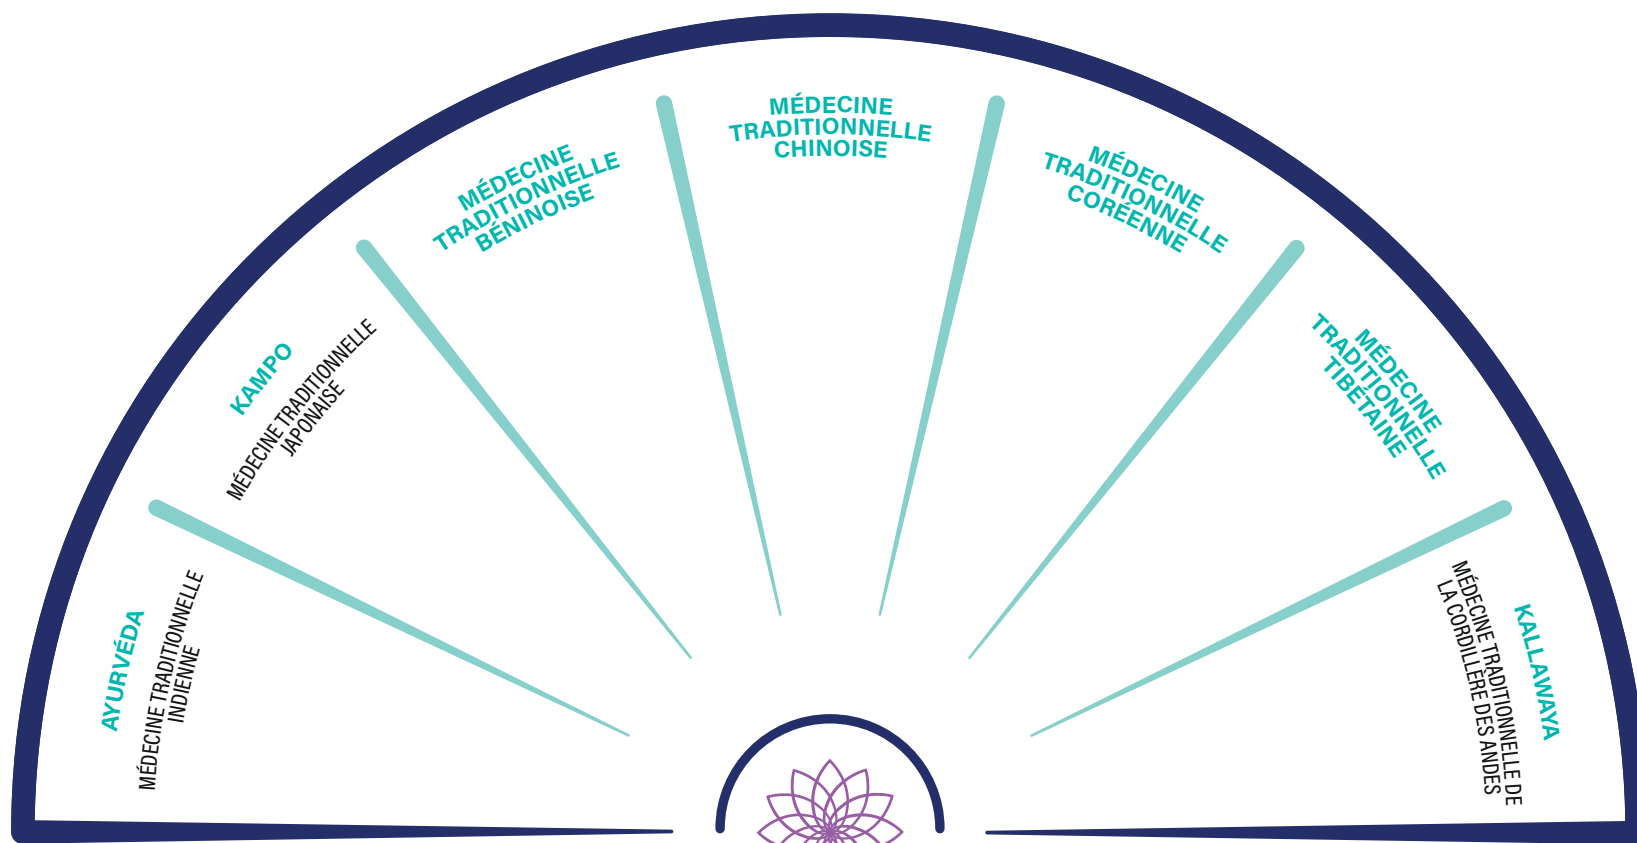 AYURVÉDA
MÉDECINE TRADITIONNELLE
INDIENNE
KAMPO
MÉDECINE TRADITIONNELLE
JAPONAISE
MÉDECINE
TRADITIONNELLE
BÉNINOISE
MÉDECINE
TRADITIONNELLE
CHINOISE
MÉDECINE
TRADITIONNELLE
CORÉENNE
MÉDECINE
TRADITIONNELLE
TIBÉTAINE
KALLAWAYA
MÉDECINE TRADITIONNELLE DE
LA CORDILLÈRE DES ANDES